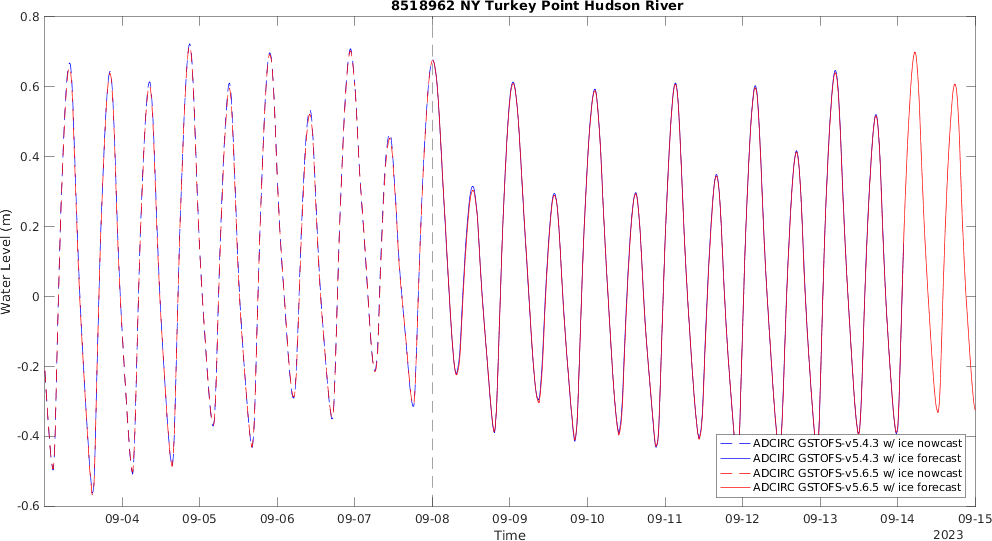 8518962 NY Turkey Point Hudson River
0.8
0.6
0.4
0.2
0
-0.2
-0.4
-0.6
Water Level (m)
09-04 09-05 09-06 09-07 09-08 09-09 09-10 09-11 09-12 09-13 09-14 09-15
Time
2023
ADCIRC GSTOFS-v5.4.3 w/ ice nowcast
ADCIRC GSTOFS-v5.4.3 w/ ice forecast
ADCIRC GSTOFS-v5.6.5 w/ ice nowcast
ADCIRC GSTOFS-v5.6.5 w/ ice forecast